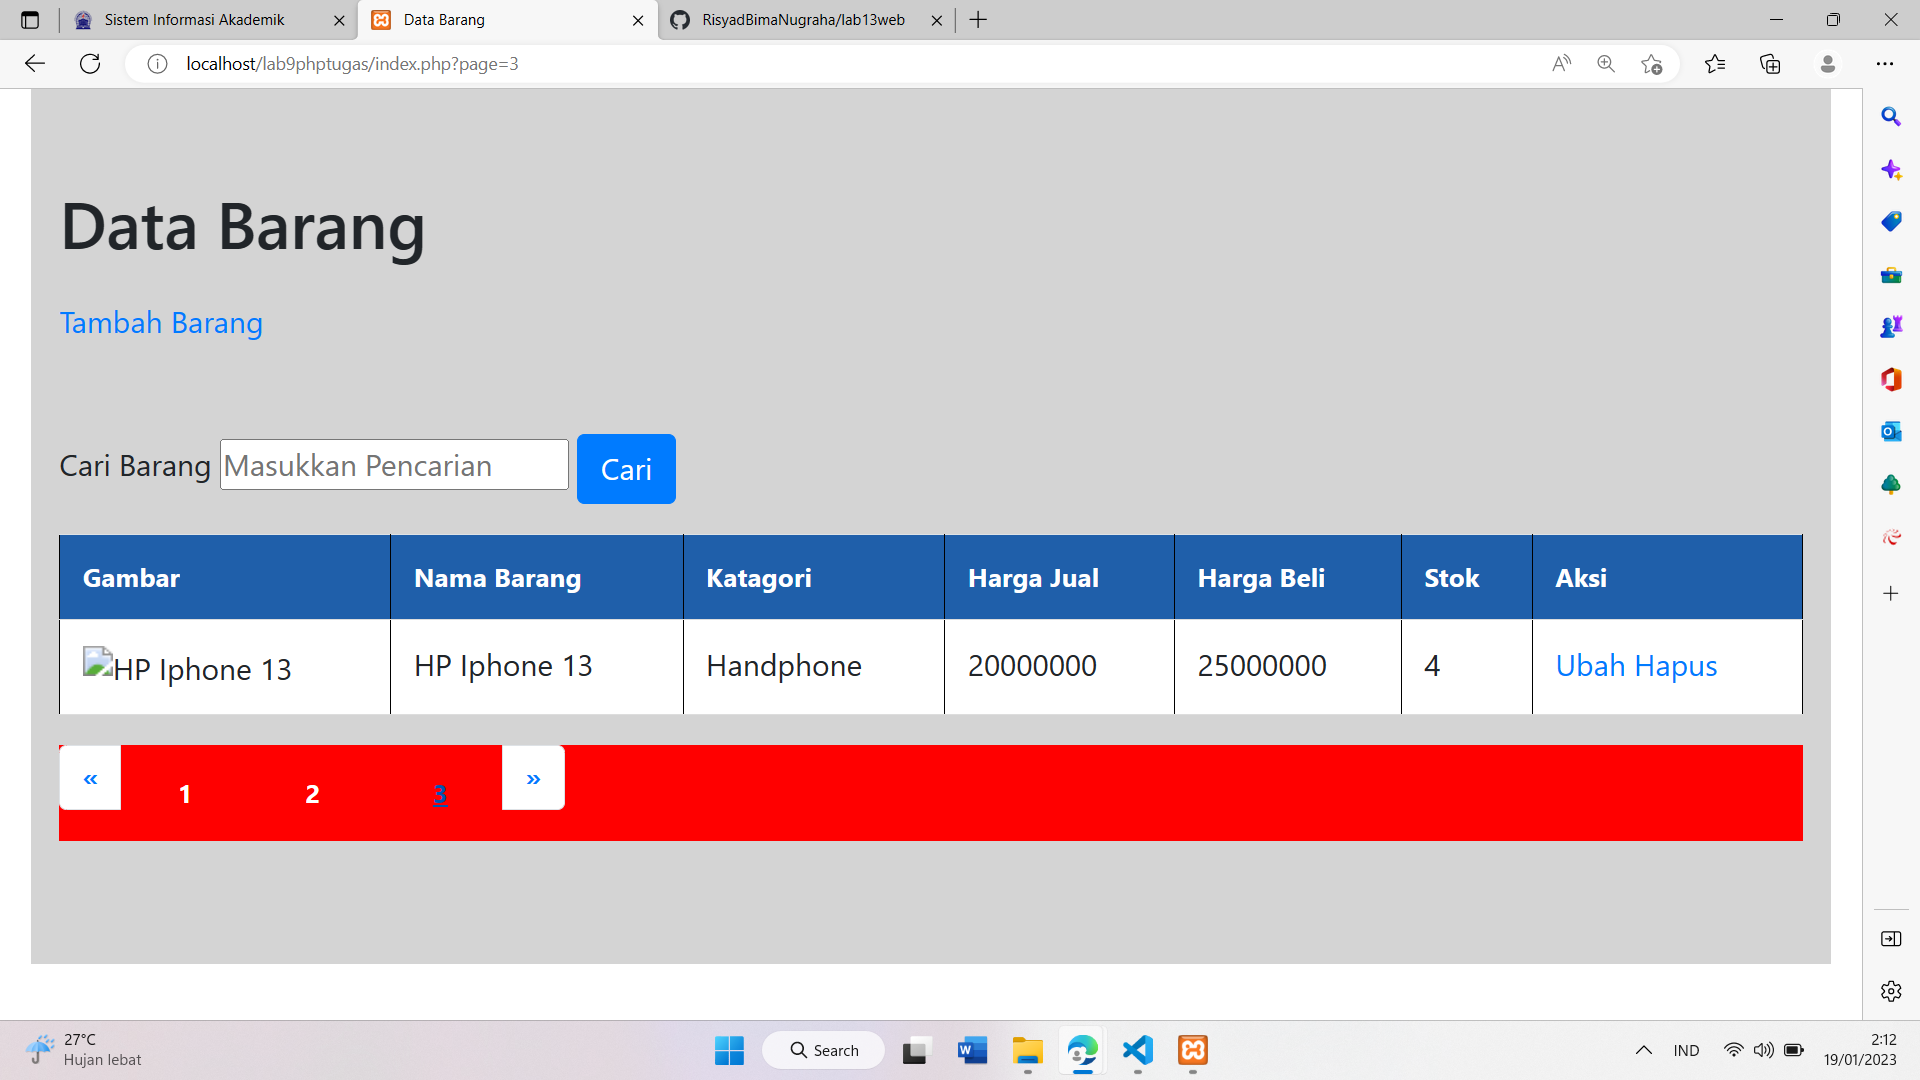 Sistem Informasi Akademik
Data Barang
RisyadBimaNugraha/lab13web
localhost/lab9phptugas/index.php?page=3
Data Barang
Tambah Barang
Cari Barang Masukkan Pencarian Cari
Gambar Nama Barang Katagori Harga Jual Harga Beli Stok Aksi
HP Iphone 13 HP Iphone 13 Handphone 20000000 25000000 4 Ubah Hapus
« 1 2 3 »
27°C
Hujan lebat
Search
IND
2:12
19/01/2023